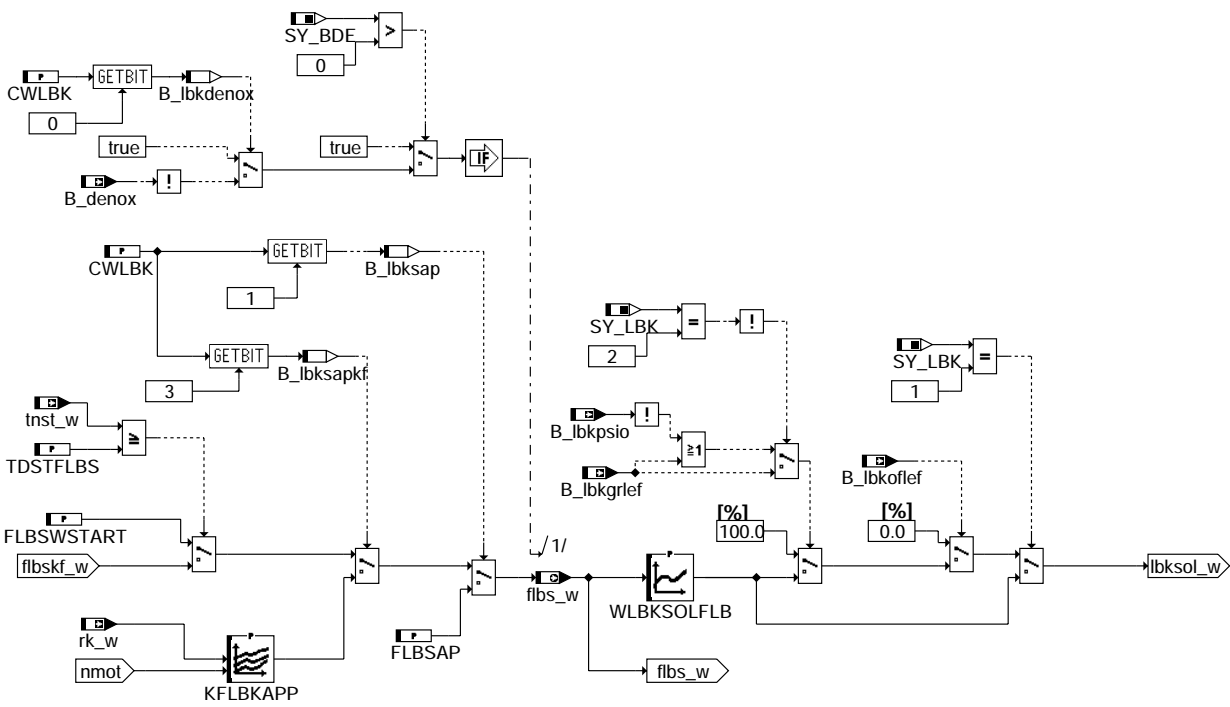 SY_BDE
>
0
P
CWLBK
GETBIT
B_lbkdenox
0
true
true
IF
B_denox
!
P
CWLBK
GETBIT
B_lbksap
1
GETBIT
B_lbksapkf
3
SY_LBK
=
!
2
SY_LBK
=
1
tnst_w
P
TDSTFLBS
≥
B_lbkpsio
!
≧1
B_lbkgrlef
B_lbkoflef
P
FLBSWSTART
flbskf_w
[%]
100.0
[%]
0.0
/1/
flbs_w
P
WLBKSOLFLB
lbksol_w
rk_w
nmot
P
KFLBKAPP
P
FLBSAP
flbs_w